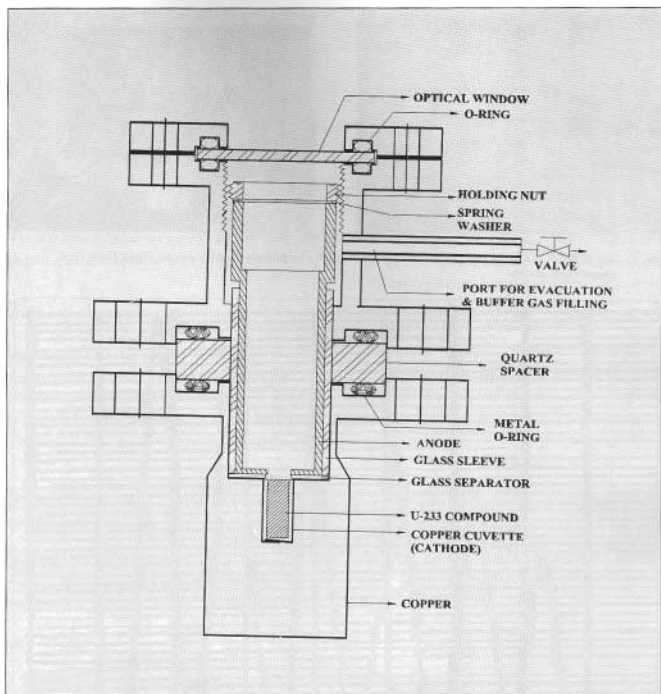 OPTICAL WINDOW
O-RING
HOLDING NUT
SPRING
WASHER
VALVE
PORT FOR EVACUATION
& BUFFER GAS FILLING
QUARTZ
SPACER
METAL
O-RING
ANODE
GLASS SLEEVE
GLASS SEPARATOR
U-233 COMPOUND
COPPER CUVETTE
(CATHODE)
COPPER